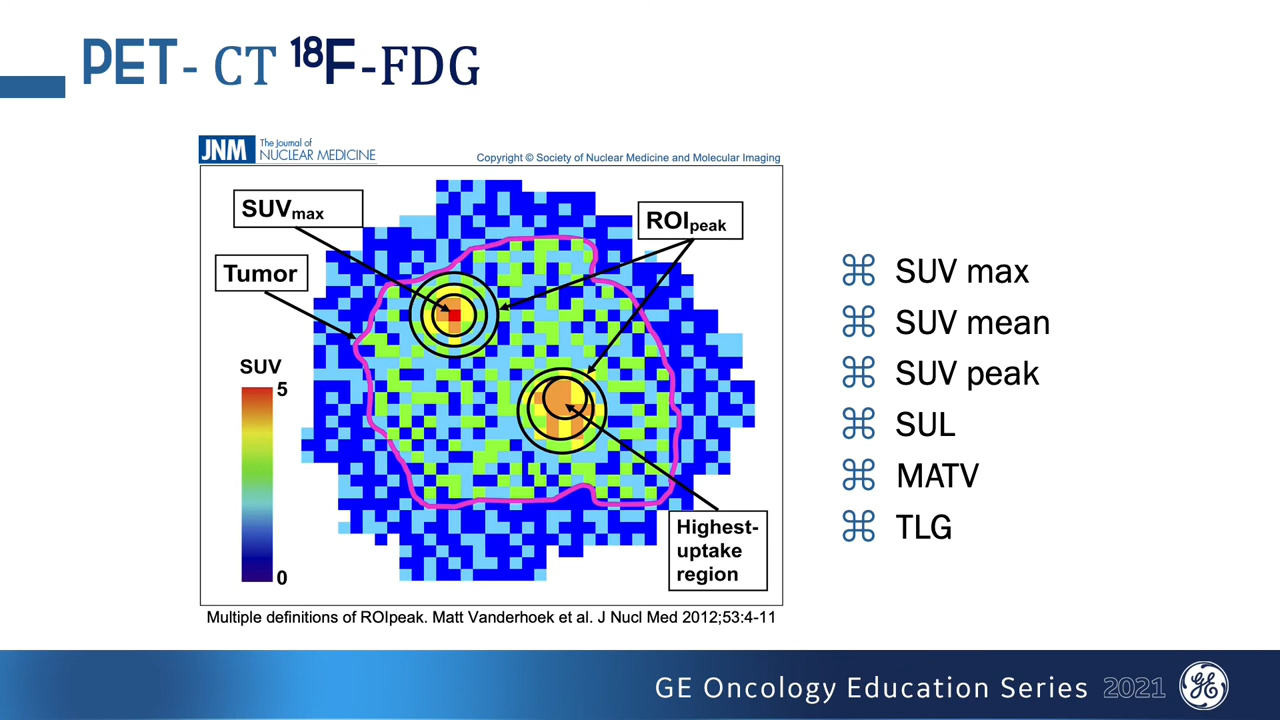 PET- CT ¹⁸F-FDG
JNM The Journal of NUCLEAR MEDICINE
Copyright © Society of Nuclear Medicine and Molecular Imaging
SUVmax
ROIpeak
Tumor
SUV
5
0
Highest-
uptake
region
Multiple definitions of ROIpeak. Matt Vanderhoek et al. J Nucl Med 2012;53:4-11
SUV max
SUV mean
SUV peak
SUL
MATV
TLG
GE Oncology Education Series 2021
GE